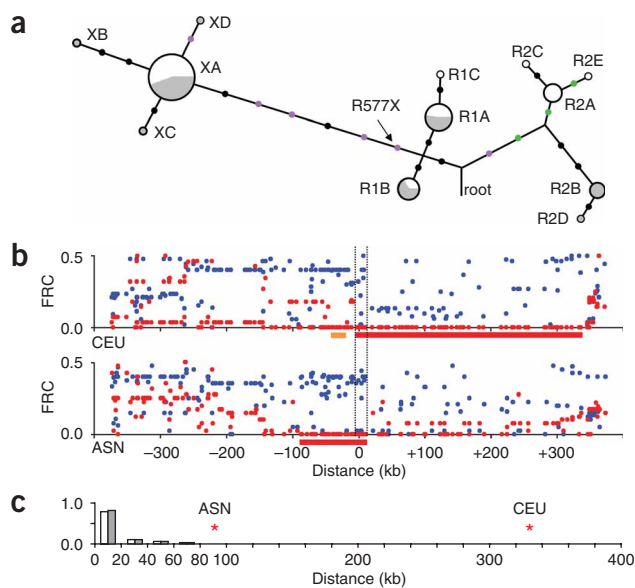 a
XB
XD
XA
XC
R577X
R1C
R1A
R1B
root
R2C
R2E
R2A
R2B
R2D
b
0.5
FRC
0.0
CEU
0.5
FRC
0.0
ASN
−300 −200 −100 0 +100 +200 +300
Distance (kb)
c
1.0
0.0
ASN
*
CEU
*
0 20 40 60 80 100 200 300 400
Distance (kb)